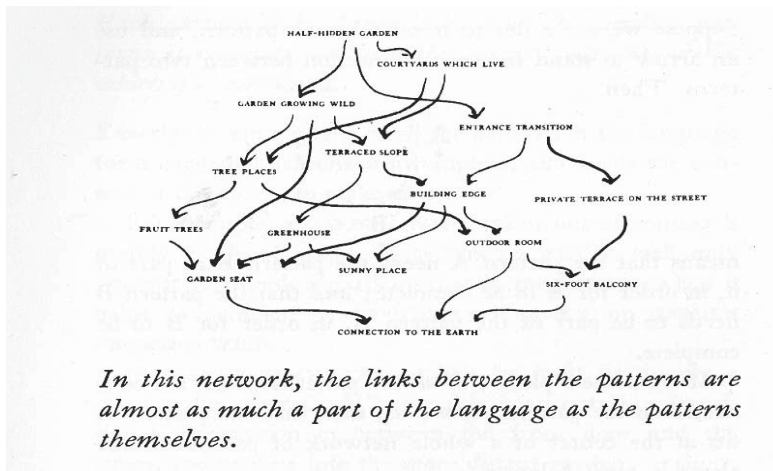 HALF-HIDDEN GARDEN
COURTYARDS WHICH LIVE
GARDEN GROWING WILD
ENTRANCE TRANSITION
TERRACED SLOPE
TREE PLACES
BUILDING EDGE
PRIVATE TERRACE ON THE STREET
FRUIT TREES
GREENHOUSE
OUTDOOR ROOM
GARDEN SEAT
SUNNY PLACE
SIX-FOOT BALCONY
CONNECTION TO THE EARTH
In this network, the links between the patterns are
almost as much a part of the language as the patterns
themselves.